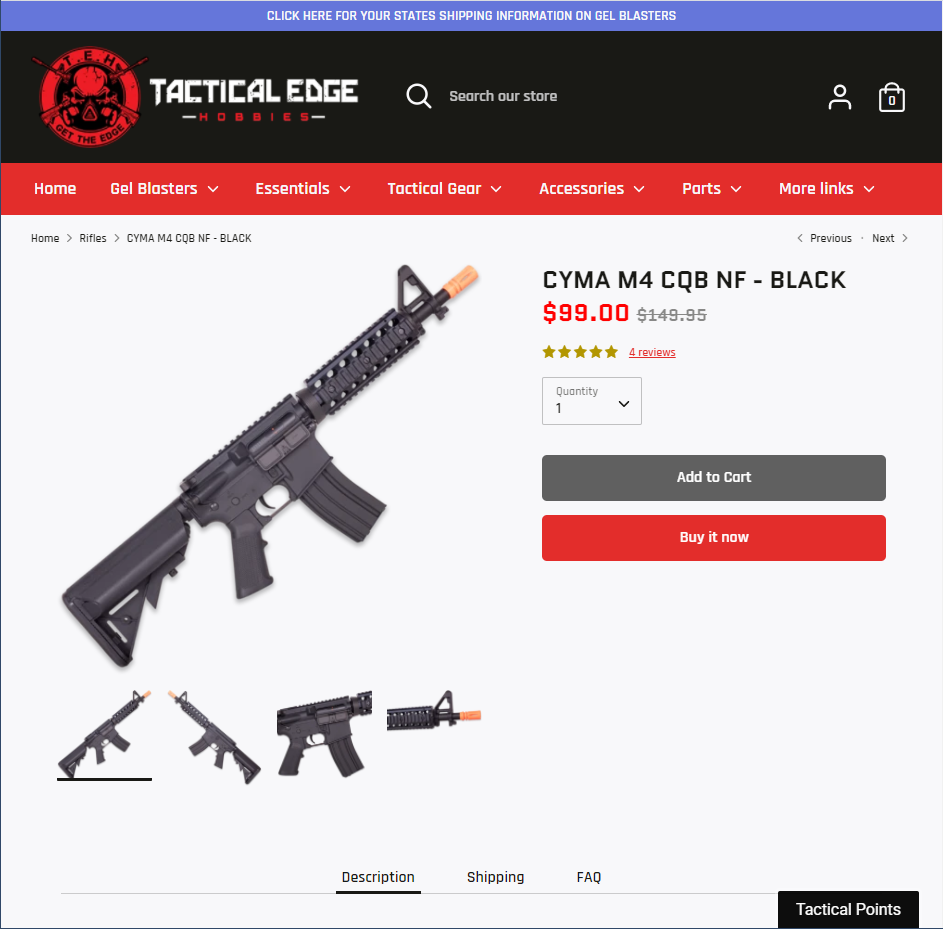 CLICK HERE FOR YOUR STATES SHIPPING INFORMATION ON GEL BLASTERS
T.E.H
GET THE EDGE
TACTICAL EDGE
HOBBIES
Search our store
0
Home Gel Blasters Essentials Tactical Gear Accessories Parts More links
Home > Rifles > CYMA M4 CQB NF - BLACK
< Previous · Next >
CYMA M4 CQB NF - BLACK
$99.00 $149.95
4 reviews
Quantity
1
Add to Cart
Buy it now
Description Shipping FAQ
Tactical Points